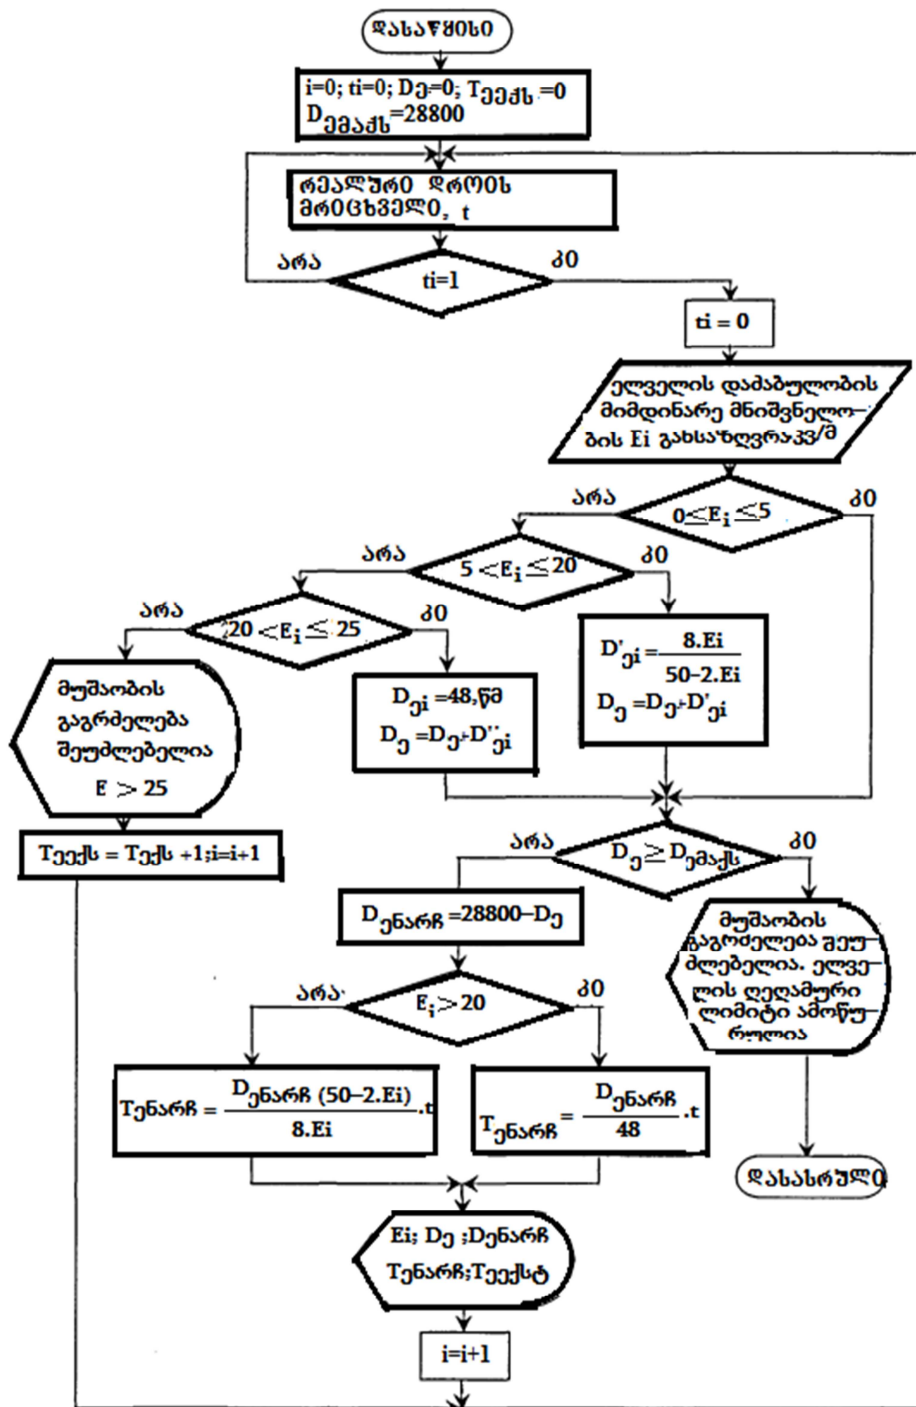 დასაწყისი
i=0; ti=0; Dე=0; Tეექს =0
Dემაქს=28800
რეალური დროის
მრიცხველი, t
არა
კი
ti=1
ti = 0
ელველის დაძაბულობის
მიმდინარე მნიშვნელო–
ბის Ei განსაზღვრა.კვ/მ
არა
კი
0≤Ei ≤5
არა
კი
5 <Ei ≤20
არა
კი
20 <Ei ≤ 25
D'ეi = 8.Ei
50–2.Ei
Dე =Dე+D'ეi
მუშაობის
გაგრძელება
შეუძლებელია
E > 25
Dეi =48,წმ
Dე =Dე+D''ეi
Tეექს = Tექს +1;i=i+1
არა
კი
Dე ≥ Dემაქს
Dენარჩ =28800–Dე
მუშაობის
გაგრძელება შეუ–
ძლებელია. ელვე–
ლის დღეღამური
ლიმიტი ამოწუ–
რულია
არა
კი
Ei >20
Tენარჩ = Dენარჩ (50–2.Ei) .t
8.Ei
Tენარჩ = Dენარჩ .t
48
დასასრული
Ei; Dე ;Dენარჩ
Tენარჩ;Tეექსტ
i=i+1